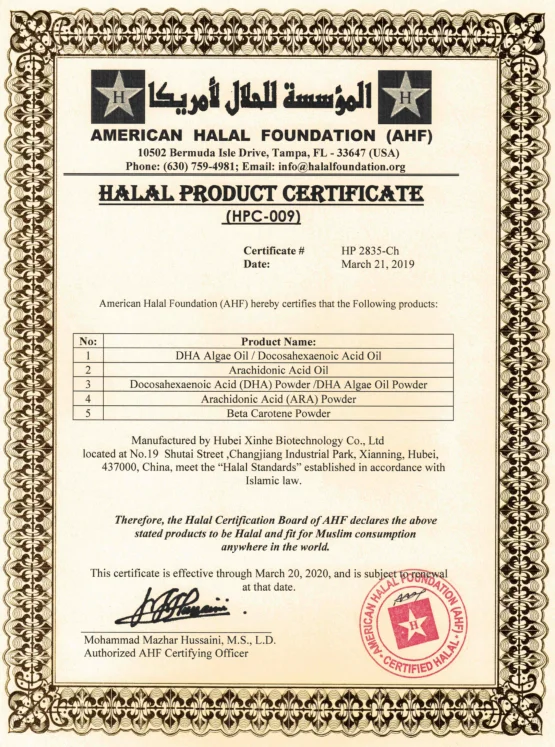 المؤسسة للحلال لأمريكا
H
H
AMERICAN HALAL FOUNDATION (AHF)
10502 Bermuda Isle Drive, Tampa, FL - 33647 (USA)
Phone: (630) 759-4981; Email: info@halalfoundation.org
HALAL PRODUCT CERTIFICATE
(HPC-009)
Certificate # HP 2835-Ch
Date: March 21, 2019
American Halal Foundation (AHF) hereby certifies that the Following products:
No: Product Name:
1 DHA Algae Oil / Docosahexaenoic Acid Oil
2 Arachidonic Acid Oil
3 Docosahexaenoic Acid (DHA) Powder /DHA Algae Oil Powder
4 Arachidonic Acid (ARA) Powder
5 Beta Carotene Powder
Manufactured by Hubei Xinhe Biotechnology Co., Ltd
located at No.19 Shutai Street ,Changjiang Industrial Park, Xianning, Hubei,
437000, China, meet the “Halal Standards” established in accordance with
Islamic law.
Therefore, the Halal Certification Board of AHF declares the above
stated products to be Halal and fit for Muslim consumption
anywhere in the world.
This certificate is effective through March 20, 2020, and is subject to renewal
at that date.
Mohammad Mazhar Hussaini, M.S., L.D.
Authorized AHF Certifying Officer
AMERICAN HALAL FOUNDATION (AHF)
H
CERTIFIED HALAL